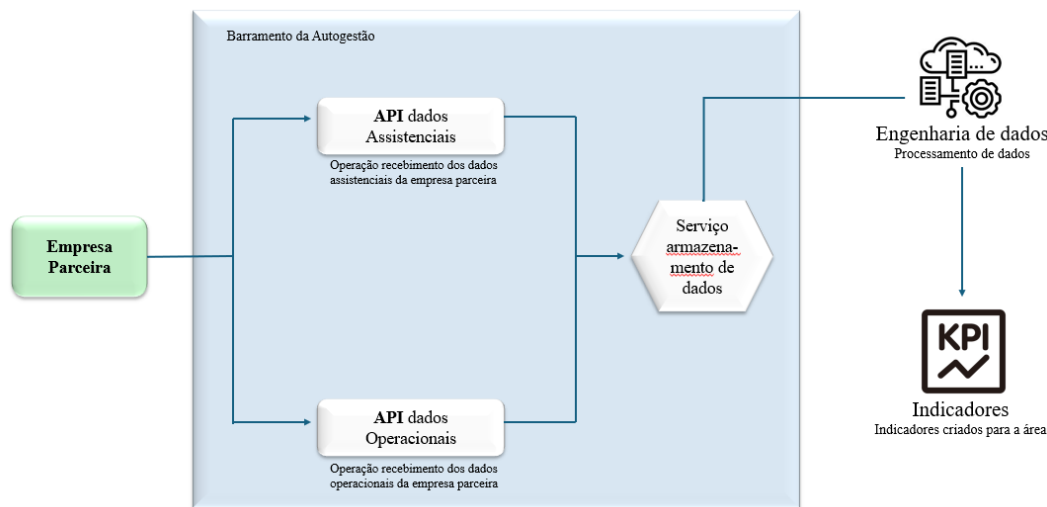 Barramento da Autogestão
API dados
Assistenciais
Operação recebimento dos dados
assistenciais da empresa parceira
Empresa
Parceira
Serviço
armazena-
mento de
dados
API dados
Operacionais
Operação recebimento dos dados
operacionais da empresa parceira
Engenharia de dados
Processamento de dados
KPI
Indicadores
Indicadores criados para a área